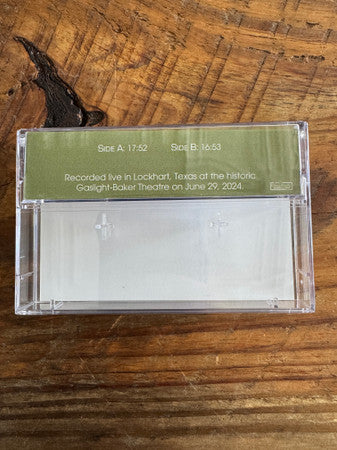 SIDE A: 17:52 SIDE B: 16:53
Recorded live in Lockhart, Texas at the historic
Gaslight-Baker Theatre on June 29, 2024.